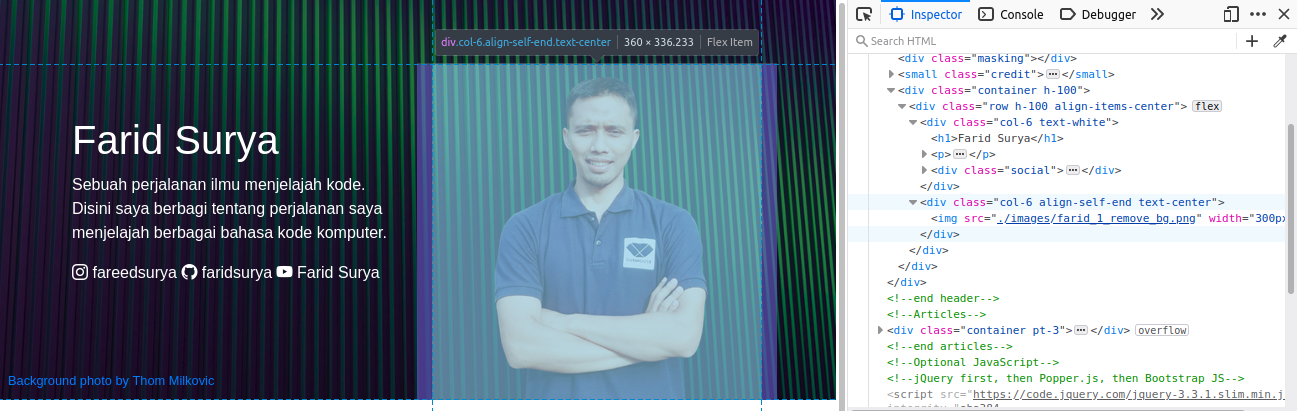 div.col-6.align-self-end.text-center 360 × 336.233 Flex Item
Farid Surya
Sebuah perjalanan ilmu menjelajah kode.
Disini saya berbagi tentang perjalanan saya
menjelajah berbagai bahasa kode komputer.
fareedsurya faridsurya Farid Surya
Background photo by Thom Milkovic
Inspector Console Debugger
Search HTML
<div class="masking"></div>
<small class="credit">···</small>
<div class="container h-100">
<div class="row h-100 align-items-center"> flex
<div class="col-6 text-white">
<h1>Farid Surya</h1>
<p>···</p>
<div class="social">···</div>
</div>
<div class="col-6 align-self-end text-center">
<img src="./images/farid_1_remove_bg.png" width="300px
</div>
</div>
</div>
</div>
<!--end header-->
<!--Articles-->
<div class="container pt-3">···</div> overflow
<!--end articles-->
<!--Optional JavaScript-->
<!--jQuery first, then Popper.js, then Bootstrap JS-->
<script src="https://code.jquery.com/jquery-3.3.1.slim.min.j